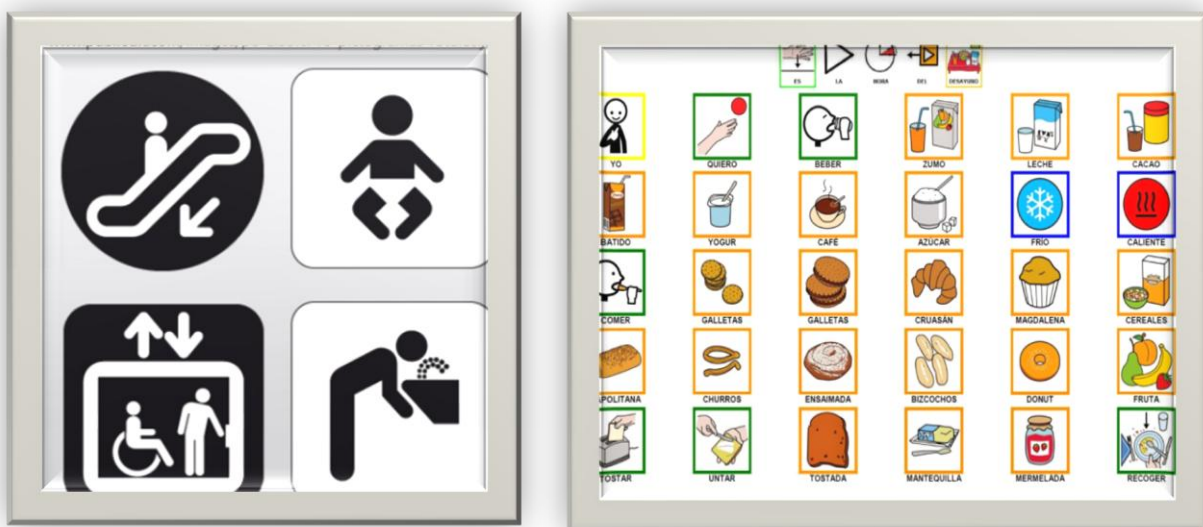 ES LA HORA DEL DESAYUNO
YO QUIERO BEBER ZUMO LECHE CACAO
BATIDO YOGUR CAFÉ AZÚCAR FRIO CALIENTE
COMER GALLETAS GALLETAS CRUASÁN MAGDALENA CEREALES
APOLITANA CHURROS ENSAIMADA BIZCOCHOS DONUT FRUTA
TOSTAR UNTAR TOSTADA MANTEQUILLA MERMELADA RECOGER